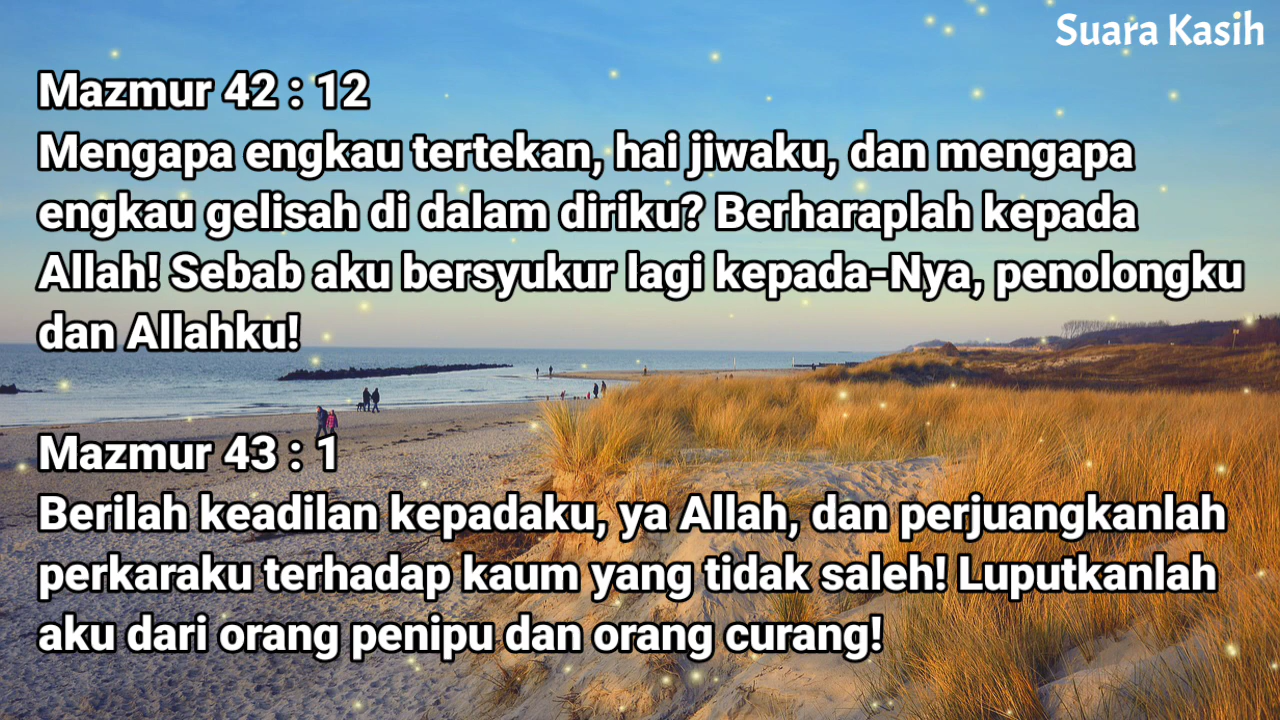 Suara Kasih
Mazmur 42 : 12
Mengapa engkau tertekan, hai jiwaku, dan mengapa
engkau gelisah di dalam diriku? Berharaplah kepada
Allah! Sebab aku bersyukur lagi kepada-Nya, penolongku
dan Allahku!
Mazmur 43 : 1
Berilah keadilan kepadaku, ya Allah, dan perjuangkanlah
perkaraku terhadap kaum yang tidak saleh! Luputkanlah
aku dari orang penipu dan orang curang!